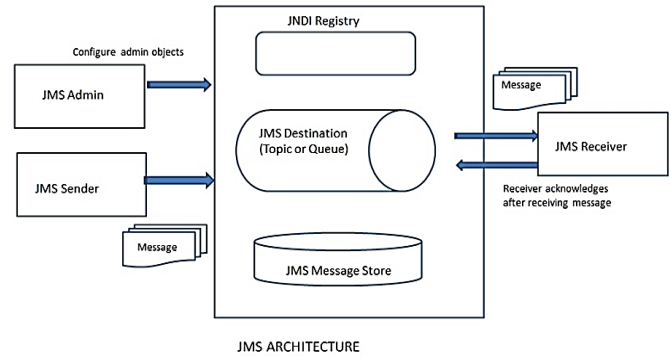 JNDI Registry
Configure admin objects
JMS Admin
Message
JMS Destination
(Topic or Queue)
JMS Receiver
JMS Sender
Receiver acknowledges
after receiving message
Message
JMS Message Store
JMS ARCHITECTURE